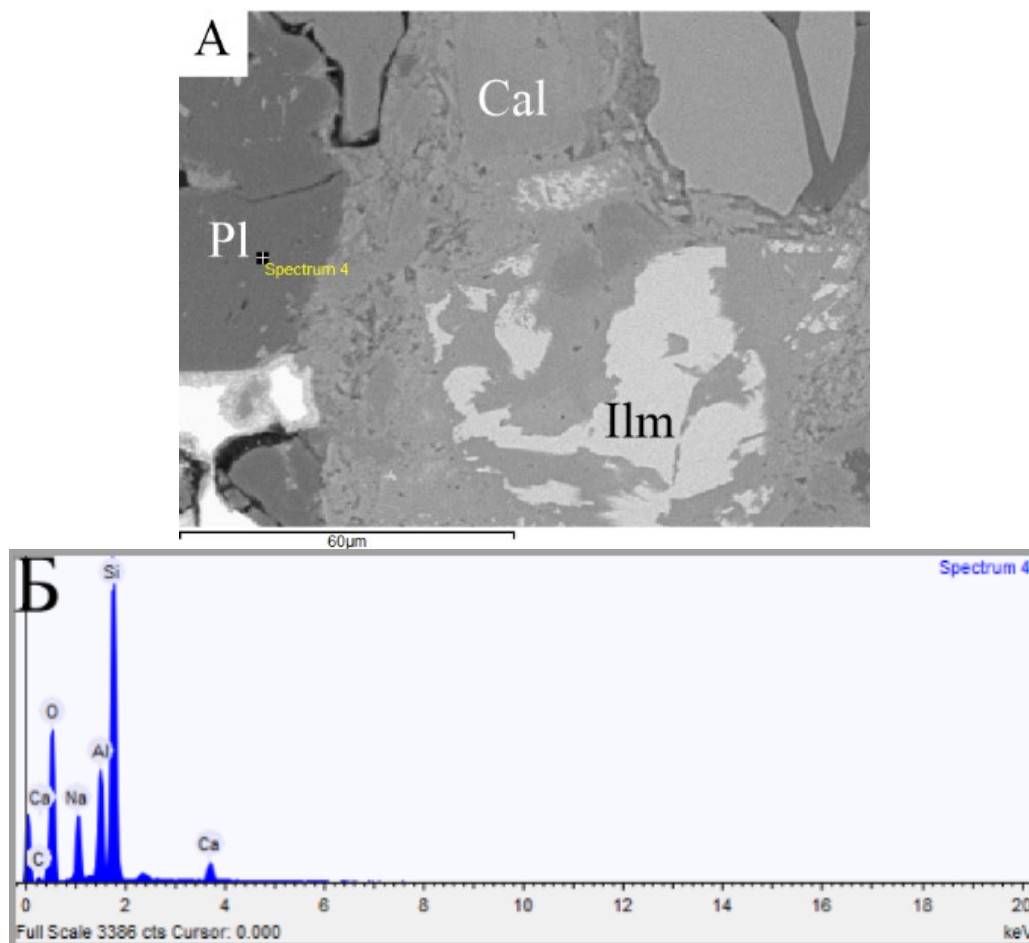 А
Cal
Pl
Spectrum 4
Ilm
60µm
Б
Spectrum 4
Si
O
Al
Ca
Na
Ca
C
0 2 4 6 8 10 12 14 16 18 20
Full Scale 3386 cts Cursor: 0.000
keV